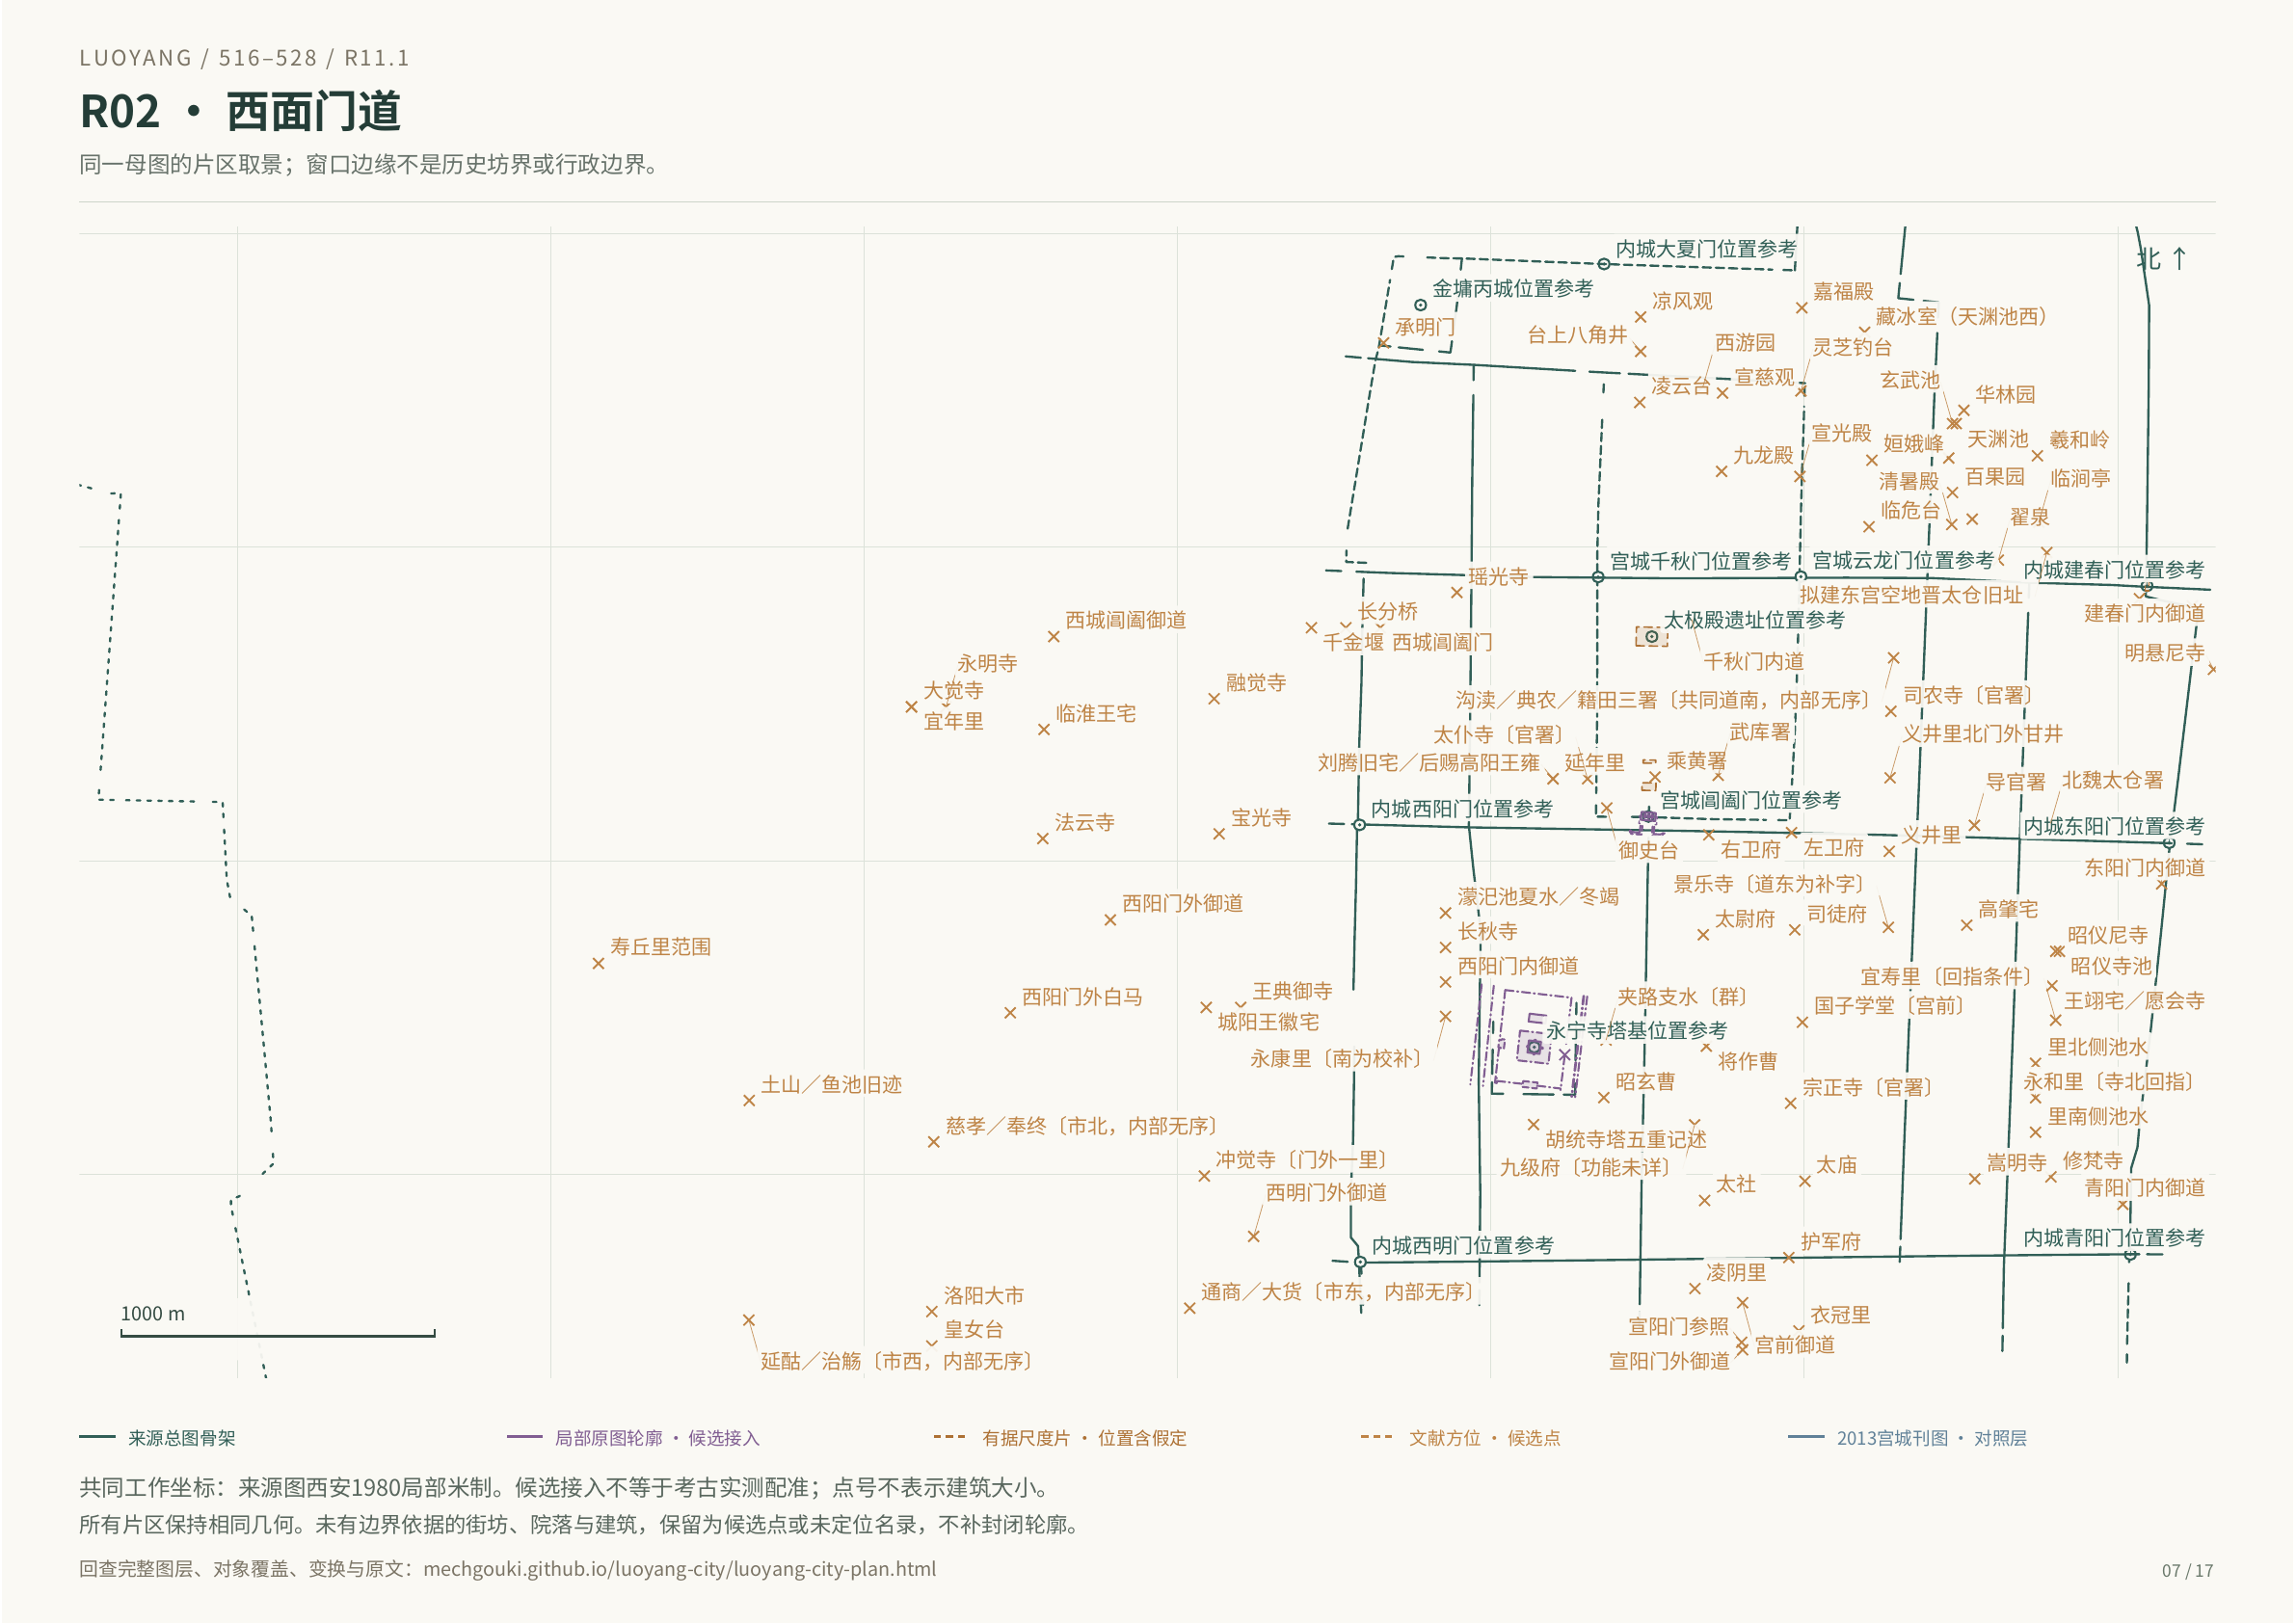 LUOYANG / 516–528 / R11.1
R02 · 西面门道
同一母图的片区取景；窗口边缘不是历史坊界或行政边界。
内城大夏门位置参考
北 ↑
金墉丙城位置参考
凉风观
嘉福殿
承明门
台上八角井
西游园
藏冰室（天渊池西）
灵芝钓台
凌云台
宣慈观
玄武池
华林园
宣光殿
九龙殿
姮娥峰
天渊池
羲和岭
清暑殿
百果园
临涧亭
临危台
翟泉
宫城千秋门位置参考
宫城云龙门位置参考
内城建春门位置参考
瑶光寺
拟建东宫空地晋太仓旧址
建春门内御道
西城阊阖御道
长分桥
千金堰
西城阊阖门
太极殿遗址位置参考
千秋门内道
明悬尼寺
永明寺
大觉寺
宜年里
融觉寺
临淮王宅
沟渎／典农／籍田三署〔共同道南，内部无序〕
司农寺〔官署〕
太仆寺〔官署〕
武库署
义井里北门外甘井
刘腾旧宅／后赐高阳王雍
延年里
乘黄署
导官署
北魏太仓署
内城西阳门位置参考
宫城阊阖门位置参考
内城东阳门位置参考
法云寺
宝光寺
御史台
右卫府
左卫府
义井里
东阳门内御道
景乐寺〔道东为补字〕
西阳门外御道
濛汜池夏水／冬竭
太尉府
司徒府
高肇宅
长秋寺
昭仪尼寺
寿丘里范围
西阳门内御道
昭仪寺池
宜寿里〔回指条件〕
西阳门外白马
王典御寺
城阳王徽宅
夹路支水〔群〕
国子学堂〔宫前〕
王翊宅／愿会寺
永宁寺塔基位置参考
永康里〔南为校补〕
将作曹
里北侧池水
土山／鱼池旧迹
昭玄曹
宗正寺〔官署〕
永和里〔寺北回指〕
慈孝／奉终〔市北，内部无序〕
里南侧池水
胡统寺塔五重记述
冲觉寺〔门外一里〕
九级府〔功能未详〕
太庙
嵩明寺
修梵寺
西明门外御道
太社
青阳门内御道
内城西明门位置参考
护军府
内城青阳门位置参考
凌阴里
洛阳大市
通商／大货〔市东，内部无序〕
1000 m
皇女台
宣阳门参照
衣冠里
宫前御道
延酤／治觞〔市西，内部无序〕
宣阳门外御道
来源总图骨架
局部原图轮廓 · 候选接入
有据尺度片 · 位置含假定
文献方位 · 候选点
2013宫城刊图 · 对照层
共同工作坐标：来源图西安1980局部米制。候选接入不等于考古实测配准；点号不表示建筑大小。
所有片区保持相同几何。未有边界依据的街坊、院落与建筑，保留为候选点或未定位名录，不补封闭轮廓。
回查完整图层、对象覆盖、变换与原文：mechgouki.github.io/luoyang-city/luoyang-city-plan.html
07 / 17